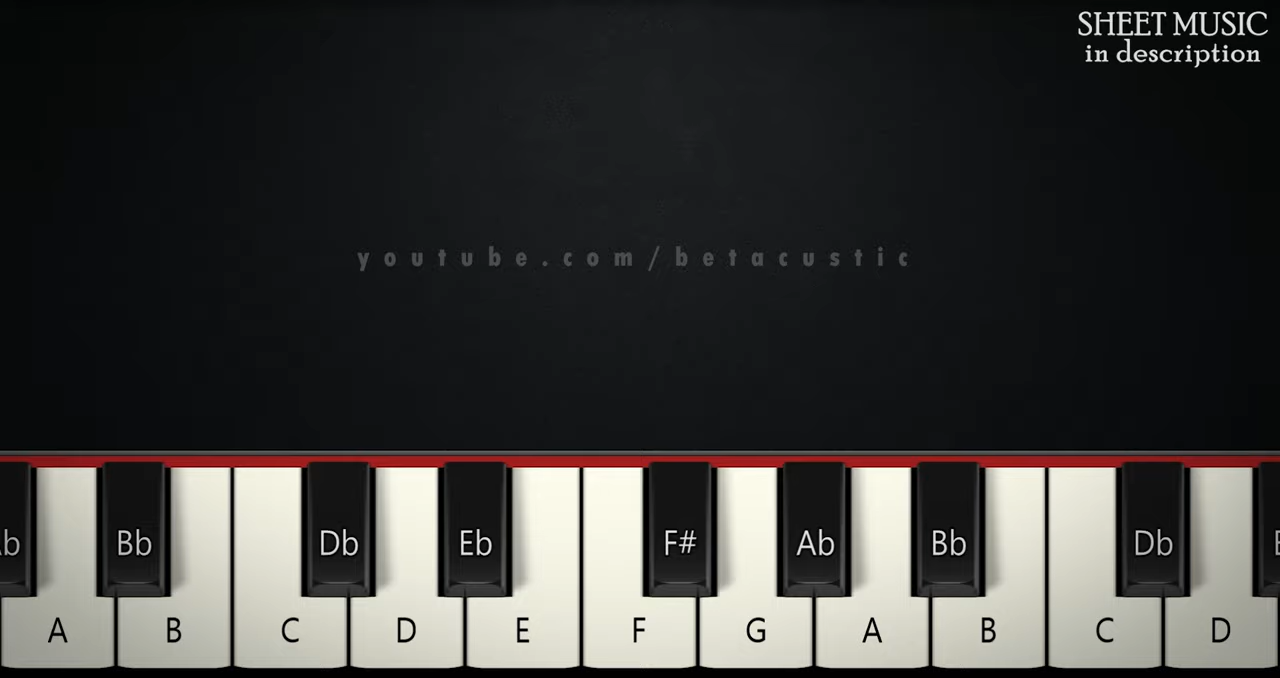 SHEET MUSIC
in description
youtube.com/betacustic
Bb Db Eb F# Ab Bb Db
A B C D E F G A B C D